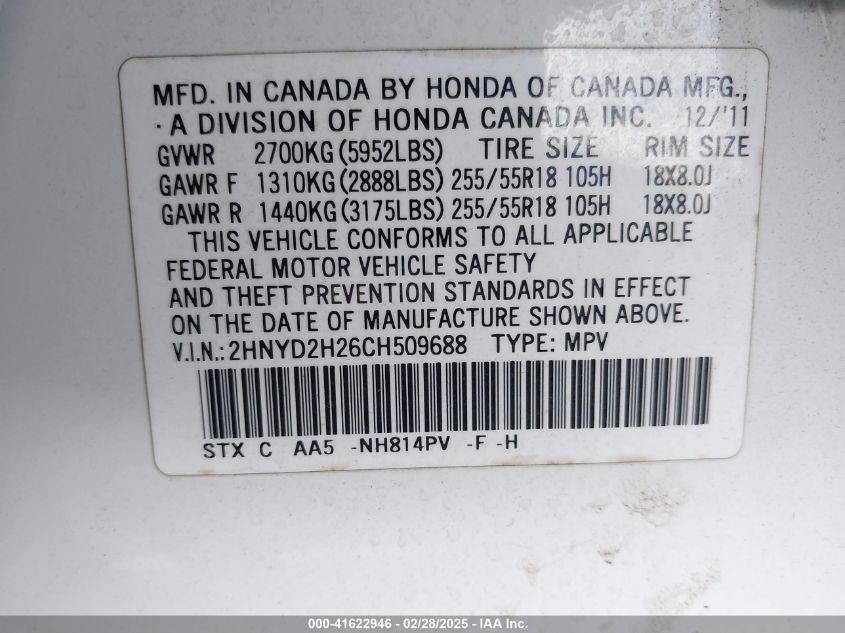 MFD. IN CANADA BY HONDA OF CANADA MFG.,
· A DIVISION OF HONDA CANADA INC. 12/'11
GVWR 2700KG (5952LBS) TIRE SIZE RIM SIZE
GAWR F 1310KG (2888LBS) 255/55R18 105H 18X8.0J
GAWR R 1440KG (3175LBS) 255/55R18 105H 18X8.0J
THIS VEHICLE CONFORMS TO ALL APPLICABLE
FEDERAL MOTOR VEHICLE SAFETY
AND THEFT PREVENTION STANDARDS IN EFFECT
ON THE DATE OF MANUFACTURE SHOWN ABOVE.
V.I.N.: 2HNYD2H26CH509688 TYPE: MPV
STX C AA5 -NH814PV -F -H
000-41622946 - 02/28/2025 - IAA Inc.